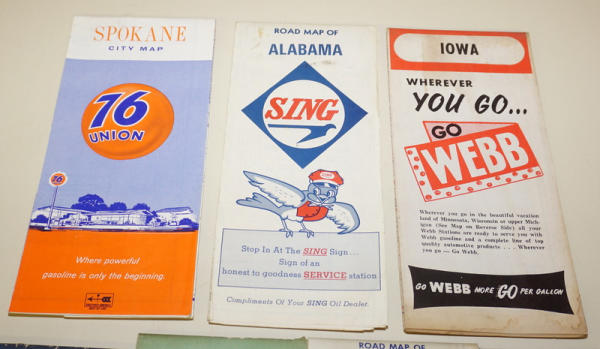 SPOKANE
CITY MAP
76
UNION
76
Where powerful
gasoline is only the beginning.
ROAD MAP OF
ALABAMA
SING
Stop In At The SING Sign...
Sign of an
honest to goodness SERVICE station
Compliments Of Your SING Oil Dealer.
IOWA
WHEREVER
YOU GO...
GO
WEBB
Wherever you go in the beautiful vacation
land of Minnesota, Wisconsin or upper Mich-
igan (See Map on Reverse Side) all your
Webb Stations are ready to serve you with
Webb gasoline and a complete line of top
quality automotive products . . . Wherever
you go — Go Webb.
GO WEBB MORE GO PER GALLON
ROAD MAP OF